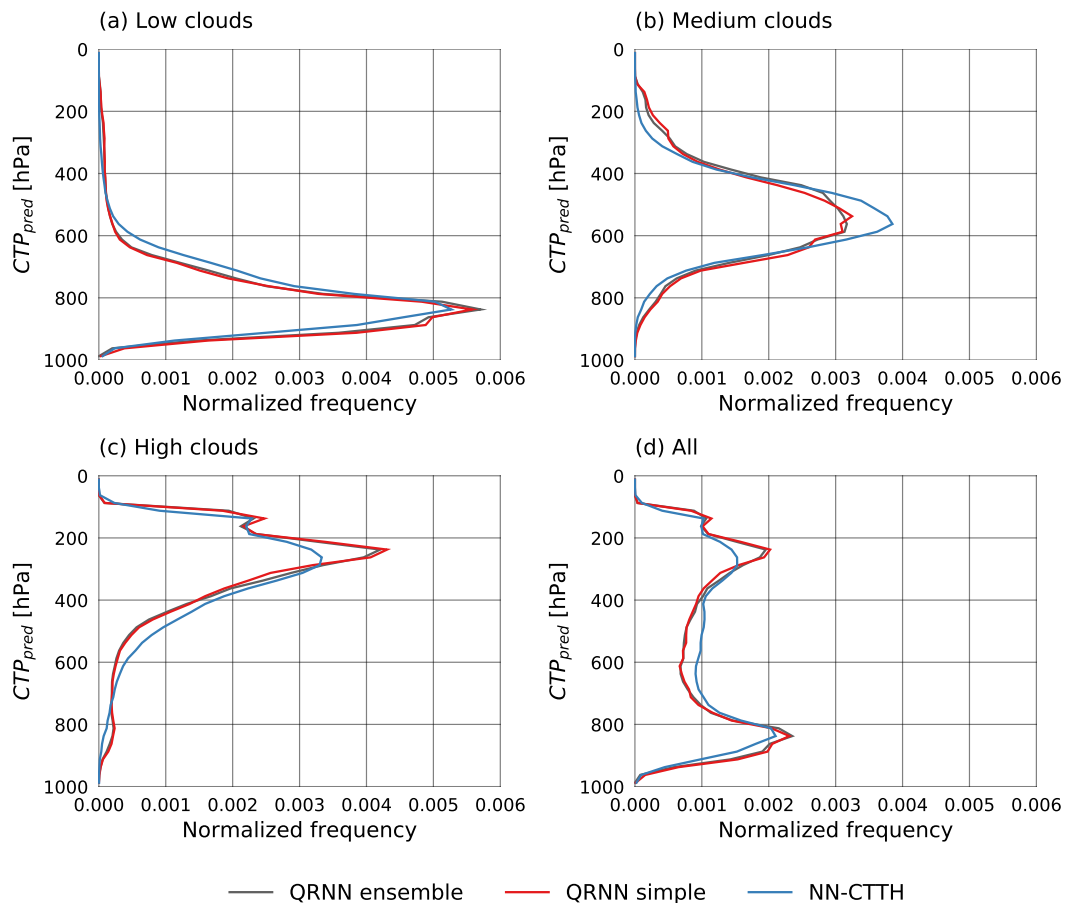 (a) Low clouds
0
200
400
600
800
1000
CTP_pred [hPa]
0.000 0.001 0.002 0.003 0.004 0.005 0.006
Normalized frequency
(b) Medium clouds
0
200
400
600
800
1000
CTP_pred [hPa]
0.000 0.001 0.002 0.003 0.004 0.005 0.006
Normalized frequency
(c) High clouds
0
200
400
600
800
1000
CTP_pred [hPa]
0.000 0.001 0.002 0.003 0.004 0.005 0.006
Normalized frequency
(d) All
0
200
400
600
800
1000
CTP_pred [hPa]
0.000 0.001 0.002 0.003 0.004 0.005 0.006
Normalized frequency
QRNN ensemble QRNN simple NN-CTTH